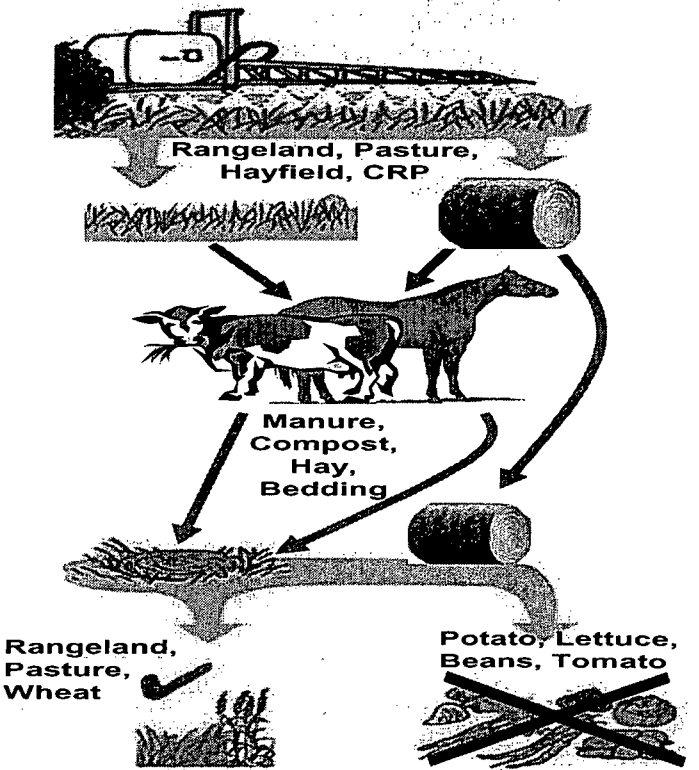 Rangeland, Pasture,
Hayfield, CRP
Manure,
Compost,
Hay,
Bedding
Rangeland,
Pasture,
Wheat
Potato, Lettuce,
Beans, Tomato